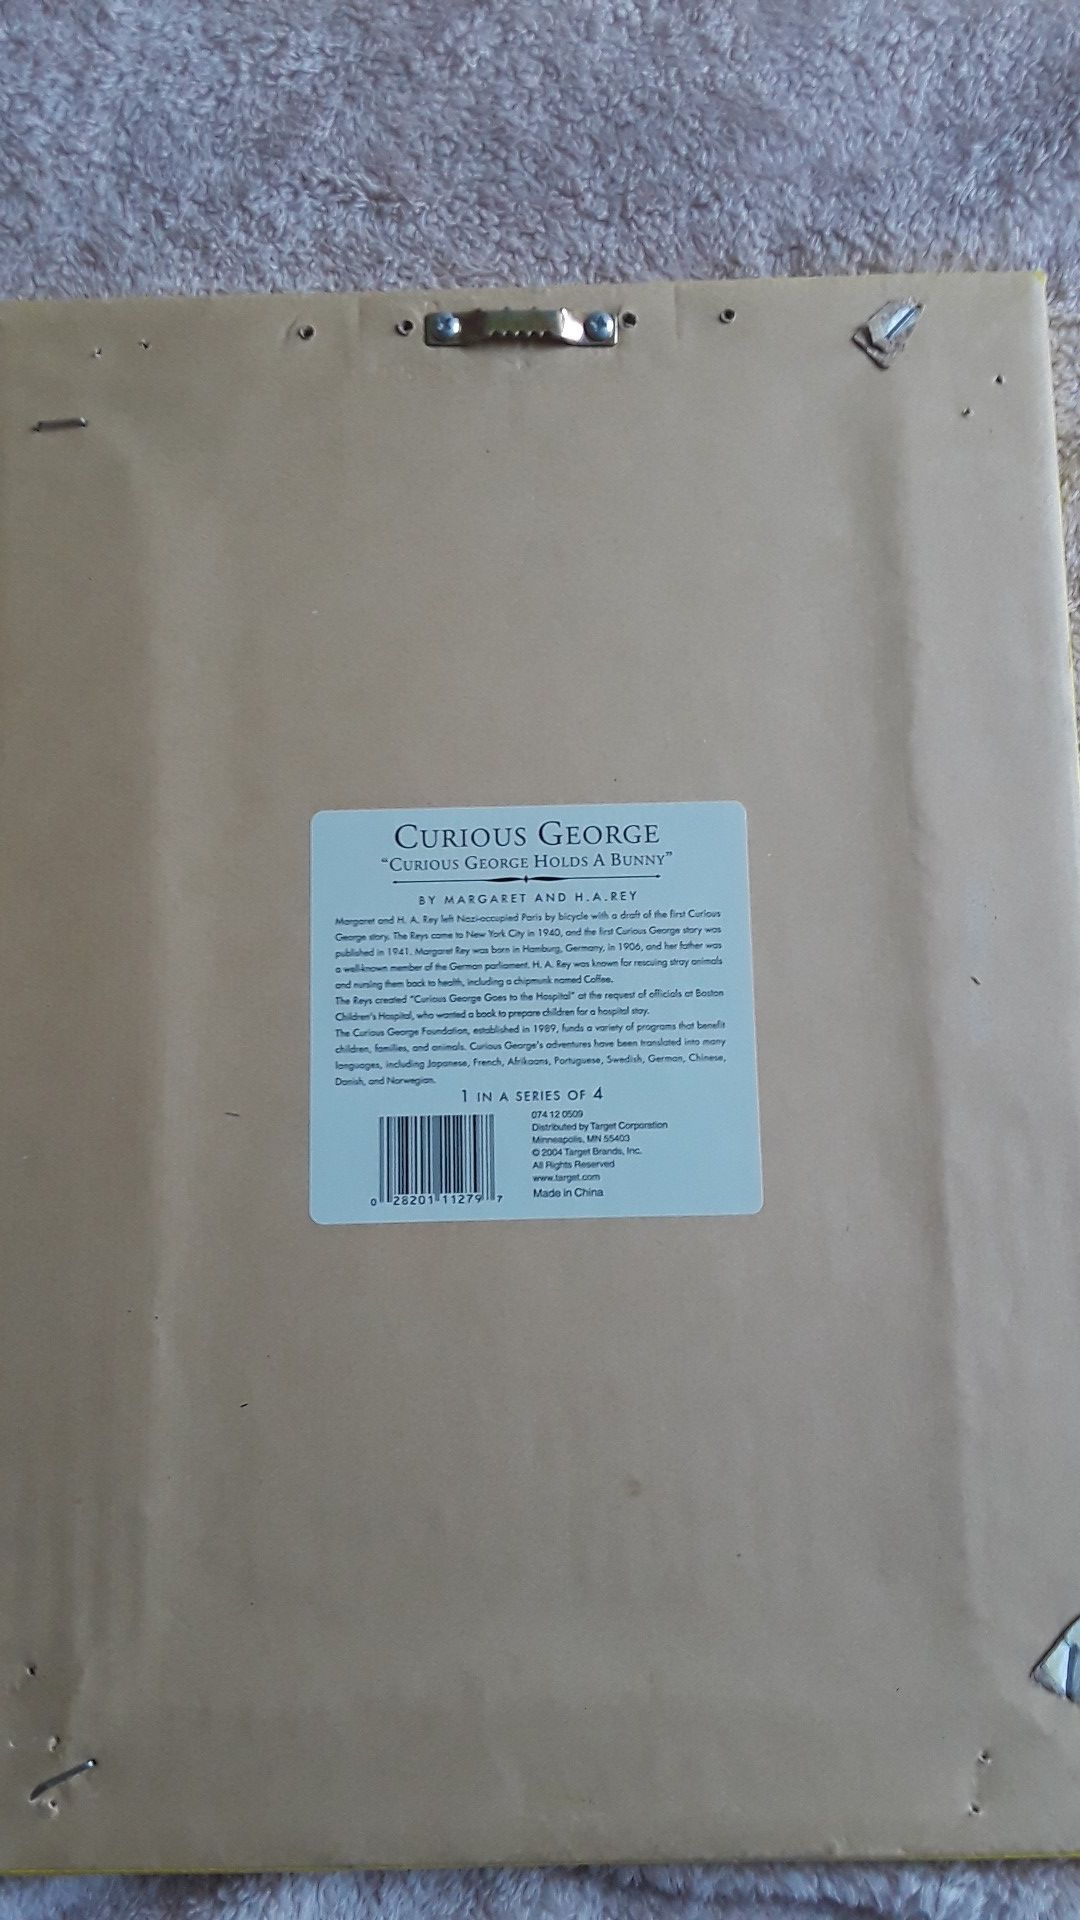 CURIOUS GEORGE
"CURIOUS GEORGE HOLDS A BUNNY"
BY MARGARET AND H.A.REY
Margaret and H. A. Rey left Nazi-occupied Paris by bicycle with a draft of the first Curious
George story. The Reys came to New York City in 1940, and the first Curious George story was
published in 1941. Margaret Rey was born in Hamburg, Germany, in 1906, and her father was
a well-known member of the German parliament. H. A. Rey was known for rescuing stray animals
and nursing them back to health, including a chipmunk named Coffee.
The Reys created "Curious George Goes to the Hospital" at the request of officials at Boston
Children's Hospital, who wanted a book to prepare children for a hospital stay.
The Curious George Foundation, established in 1989, funds a variety of programs that benefit
children, families, and animals. Curious George's adventures have been translated into many
languages, including Japanese, French, Afrikaans, Portuguese, Swedish, German, Chinese,
Danish, and Norwegian.
1 IN A SERIES OF 4
074 12 0509
Distributed by Target Corporation
Minneapolis, MN 55403
© 2004 Target Brands, Inc.
All Rights Reserved
www.target.com
Made in China
0 28201 11279 7